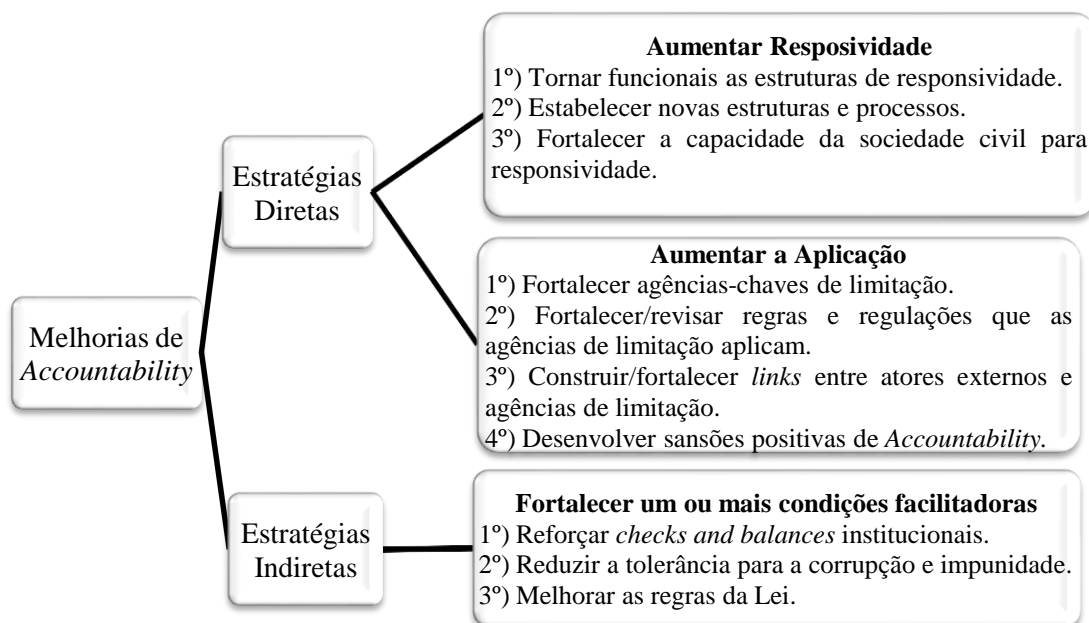 Melhorias de
Accountability
Estratégias
Diretas
Aumentar Resposividade
1º) Tornar funcionais as estruturas de responsividade.
2º) Estabelecer novas estruturas e processos.
3º) Fortalecer a capacidade da sociedade civil para
responsividade.
Aumentar a Aplicação
1º) Fortalecer agências-chaves de limitação.
2º) Fortalecer/revisar regras e regulações que as
agências de limitação aplicam.
3º) Construir/fortalecer links entre atores externos e
agências de limitação.
4º) Desenvolver sansões positivas de Accountability.
Estratégias
Indiretas
Fortalecer um ou mais condições facilitadoras
1º) Reforçar checks and balances institucionais.
2º) Reduzir a tolerância para a corrupção e impunidade.
3º) Melhorar as regras da Lei.